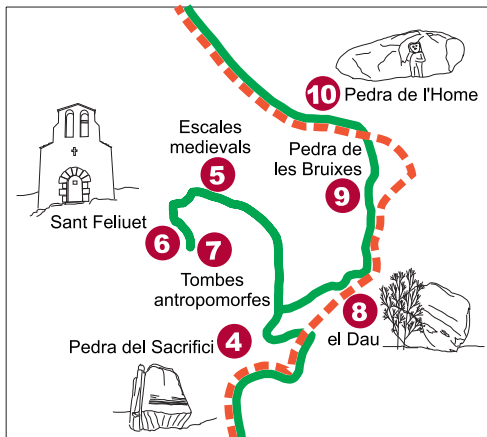 10 Pedra de l'Home
Escales
medievals
5
Pedra de
les Bruixes
9
Sant Feliuet
6
7
Tombes
antropomorfes
8
el Dau
Pedra del Sacrifici 4